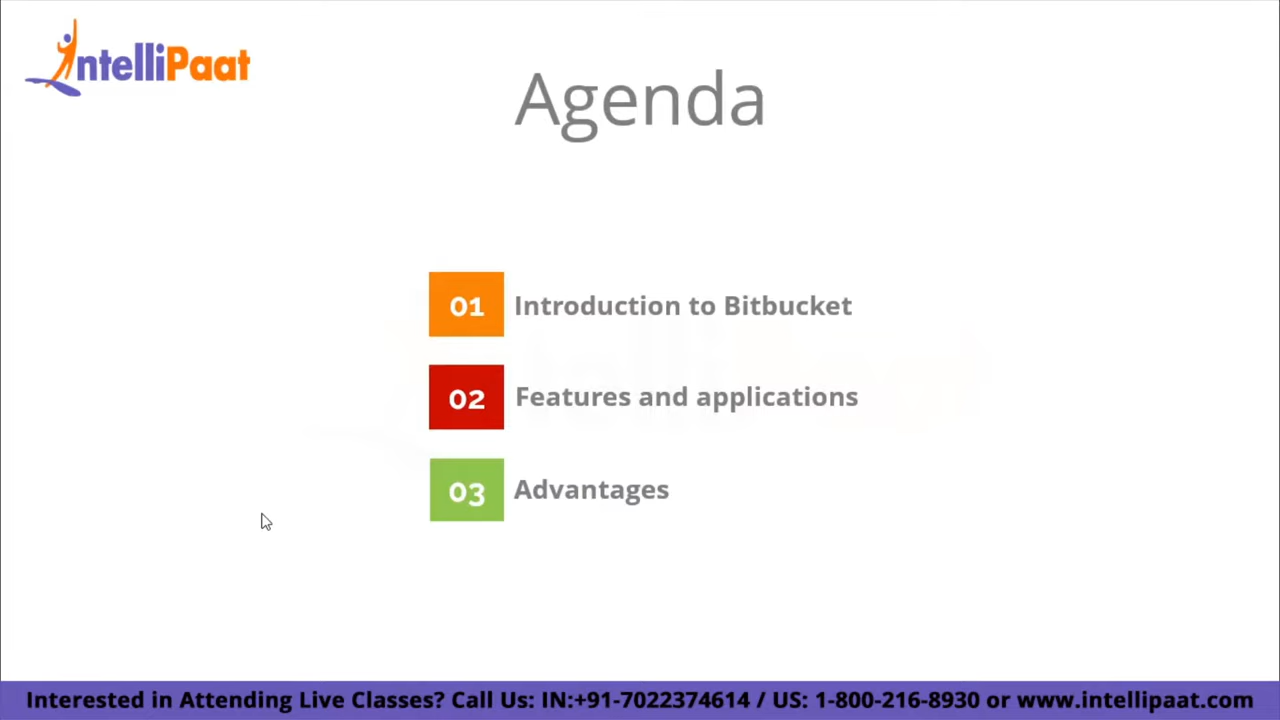 IntelliPaat
Agenda
01 Introduction to Bitbucket
02 Features and applications
03 Advantages
Interested in Attending Live Classes? Call Us: IN:+91-7022374614 / US: 1-800-216-8930 or www.intellipaat.com